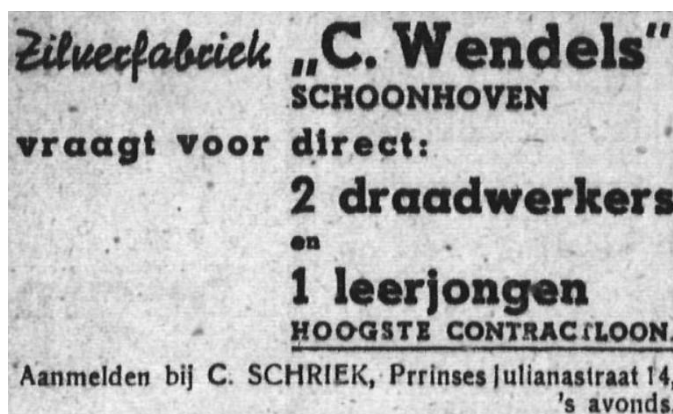 Zilverfabriek „C. Wendels”
SCHOONHOVEN
vraagt voor direct:
2 draadwerkers
en
1 leerjongen
HOOGSTE CONTRACTLOON.
Aanmelden bij C. SCHRIEK, Prrinses Julianastraat 14,
's avonds